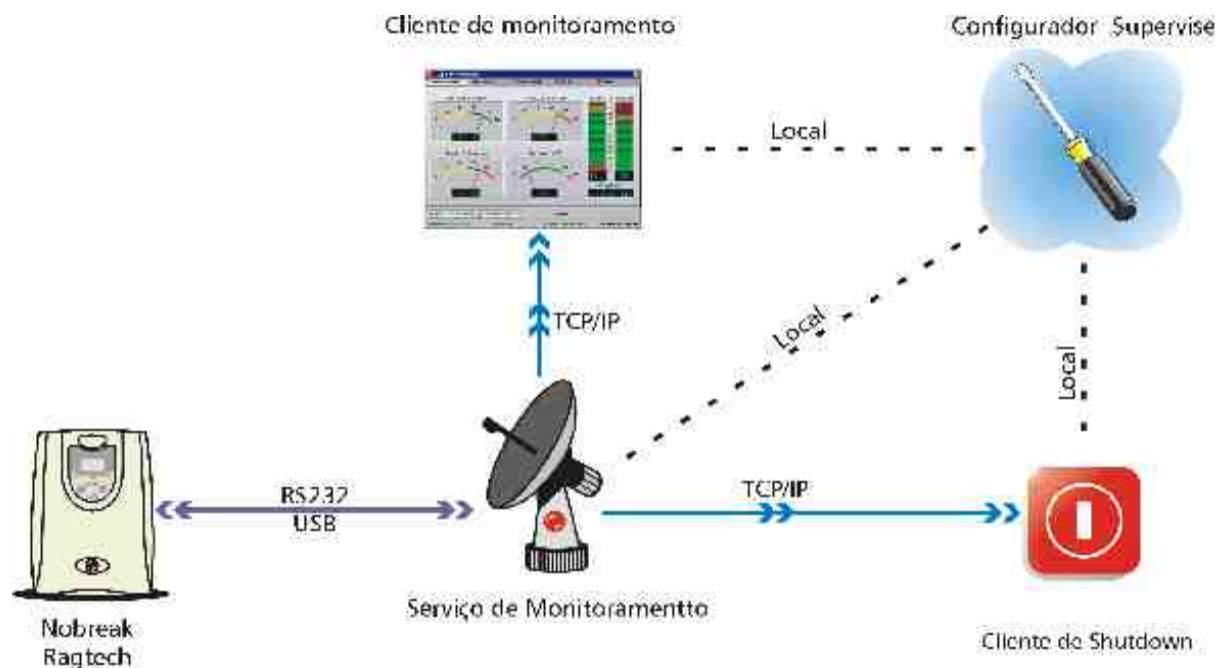 Cliente de monitoramento
Configurador Supervise
Local
TCP/IP
Local
Local
RS232
USB
TCP/IP
Serviço de Monitoramentto
Nobreak
Ragtech
Cliente de Shutdown